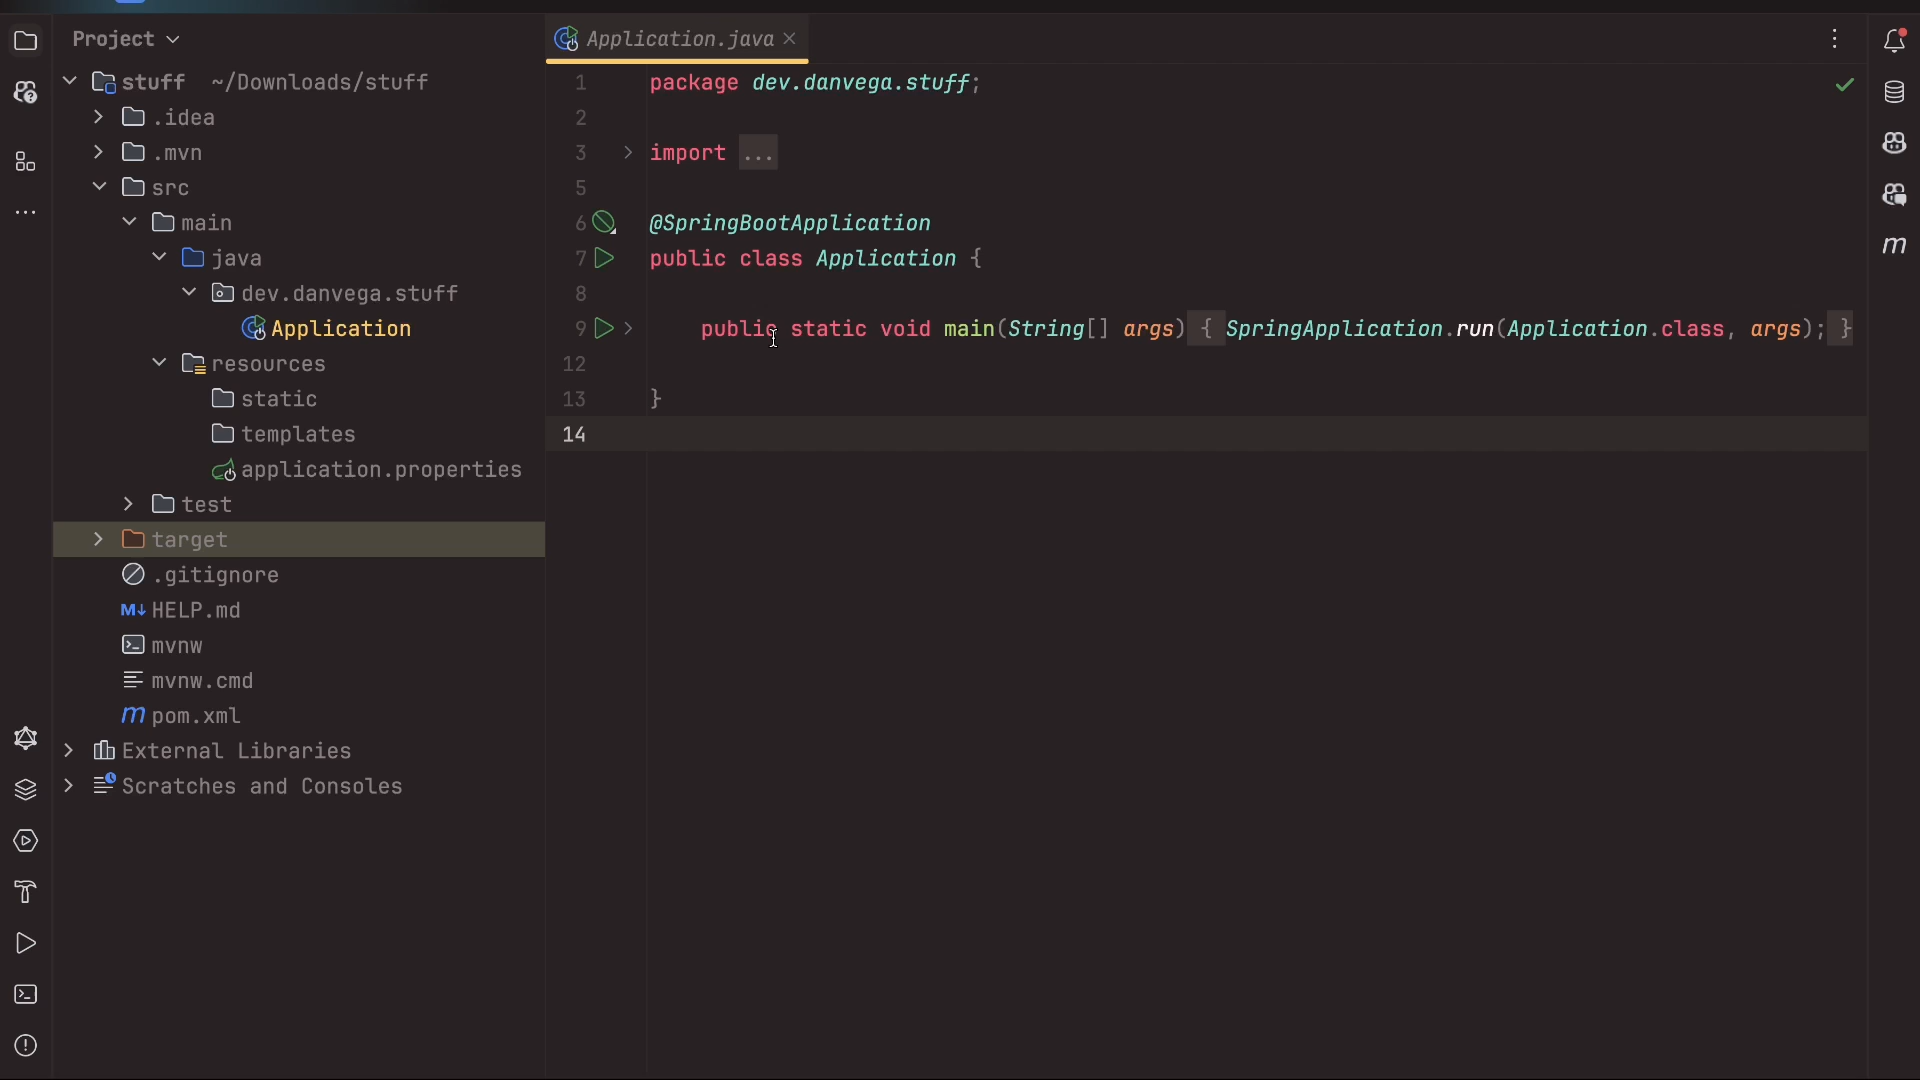 Project
stuff ~/Downloads/stuff
.idea
.mvn
src
main
java
dev.danvega.stuff
Application
resources
static
templates
application.properties
test
target
.gitignore
M↓ HELP.md
mvnw
mvnw.cmd
m pom.xml
External Libraries
Scratches and Consoles
Application.java
1 package dev.danvega.stuff;
2
3 import ...
5
6 @SpringBootApplication
7 public class Application {
8
9 public static void main(String[] args) { SpringApplication.run(Application.class, args); }
12
13 }
14
m